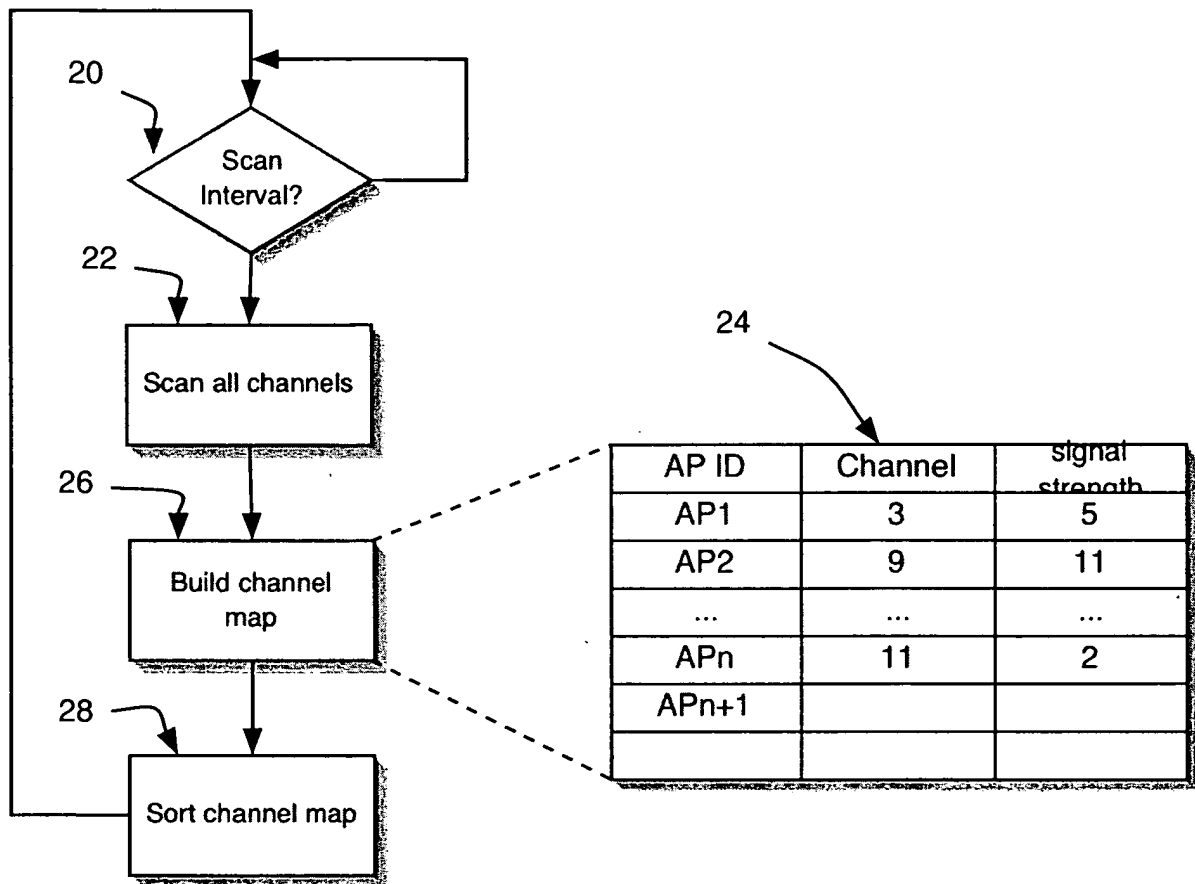 20
Scan
Interval?
22
Scan all channels
24
26
Build channel
map
AP ID Channel signal
strength
AP1 3 5
AP2 9 11
... ... ...
APn 11 2
APn+1
28
Sort channel map